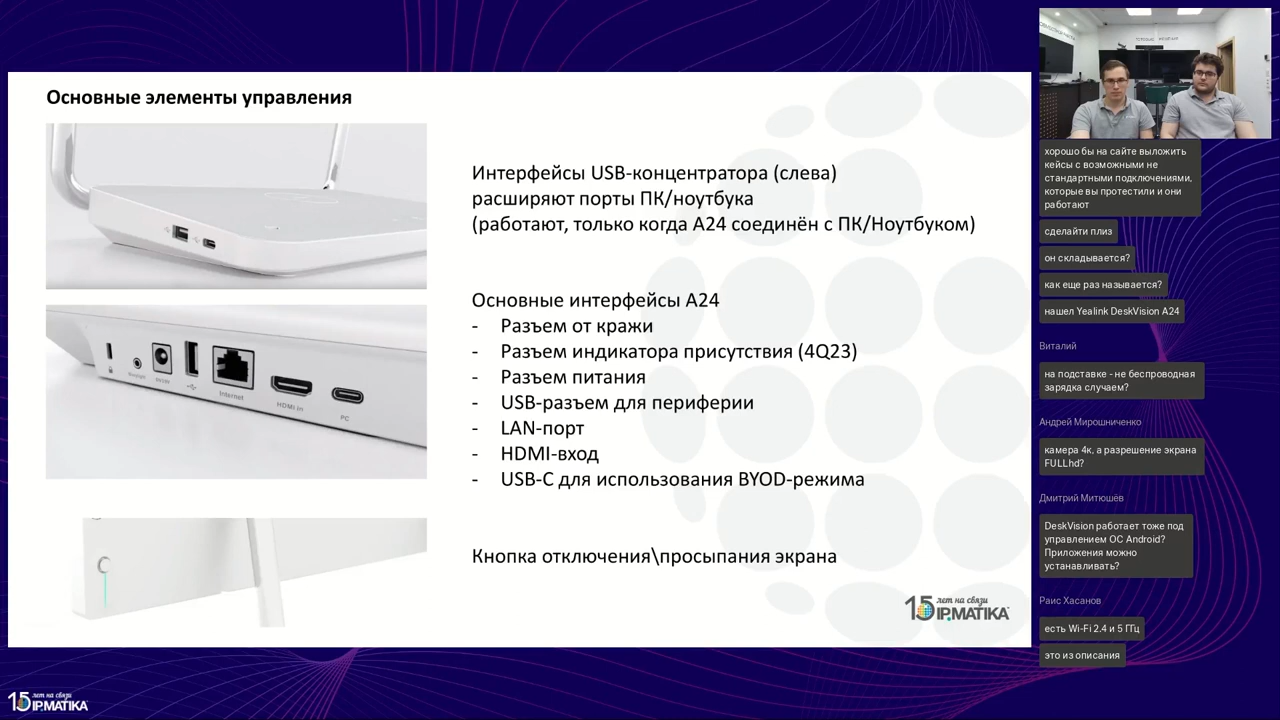 Основные элементы управления
Интерфейсы USB-концентратора (слева)
расширяют порты ПК/ноутбука
(работают, только когда А24 соединён с ПК/Ноутбуком)
Основные интерфейсы А24
- Разъем от кражи
- Разъем индикатора присутствия (4Q23)
- Разъем питания
- USB-разъем для периферии
- LAN-порт
- HDMI-вход
- USB-C для использования BYOD-режима
Internet
HDMI in
PC
Кнопка отключения\просыпания экрана
15 лет на связи
IP.MATIKA
15 лет на связи
IP.MATIKA
хорошо бы на сайте выложить
кейсы с возможными не
стандартными подключениями,
которые вы протестили и они
работают
сделайти плиз
он складывается?
как еще раз называется?
нашел Yealink DeskVision A24
Виталий
на подставке - не беспроводная
зарядка случаем?
Андрей Мирошниченко
камера 4к, а разрешение экрана
FULLhd?
Дмитрий Митюшёв
DeskVision работает тоже под
управлением ОС Android?
Приложения можно
устанавливать?
Раис Хасанов
есть Wi-Fi 2.4 и 5 ГГц
это из описания